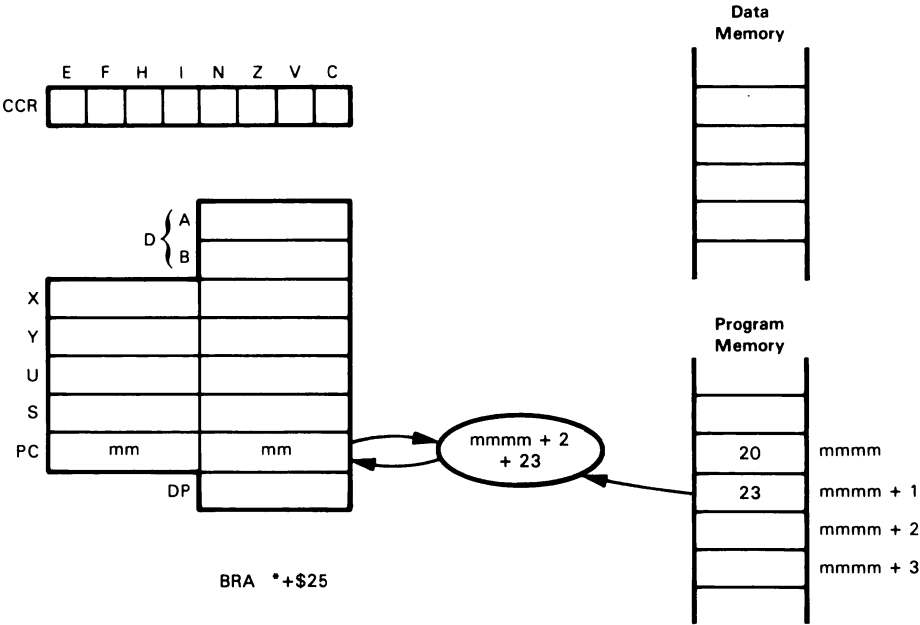 Data
Memory
E F H I N Z V C
CCR
D { A
B
X
Y
U
S
PC mm mm
DP
mmmm + 2
+ 23
Program
Memory
20 mmmm
23 mmmm + 1
mmmm + 2
mmmm + 3
BRA *+$25